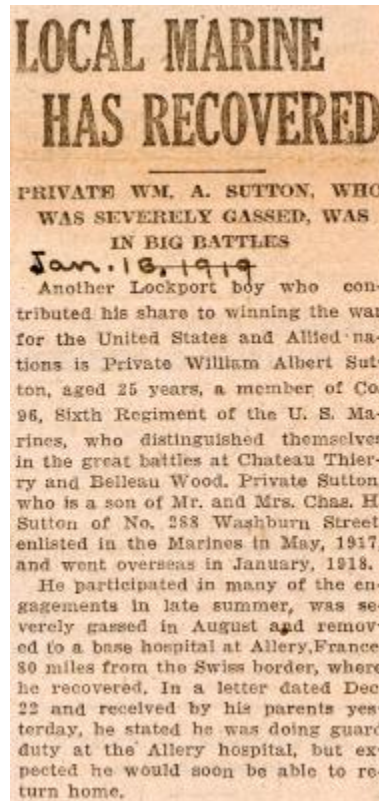 LOCAL MARINE
HAS RECOVERED
PRIVATE WM. A. SUTTON, WHO
WAS SEVERELY GASSED, WAS
IN BIG BATTLES
Jan. 18, 1919
Another Lockport boy who con-
tributed his share to winning the war
for the United States and Allied na-
tions is Private William Albert Sut-
ton, aged 25 years, a member of Co.
96, Sixth Regiment of the U. S. Ma-
rines, who distinguished themselves
in the great battles at Chateau Thier-
ry and Belleau Wood. Private Sutton
who is a son of Mr. and Mrs. Chas. H.
Sutton of No. 288 Washburn Street
enlisted in the Marines in May, 1917
and went overseas in January, 1918.
He participated in many of the en-
gagements in late summer, was se-
verely gassed in August and remov-
ed to a base hospital at Allery, France
80 miles from the Swiss border, where
he recovered. In a letter dated Dec.
22 and received by his parents yes-
terday, he stated he was doing guard
duty at the Allery hospital, but ex-
pected he would soon be able to re-
turn home.